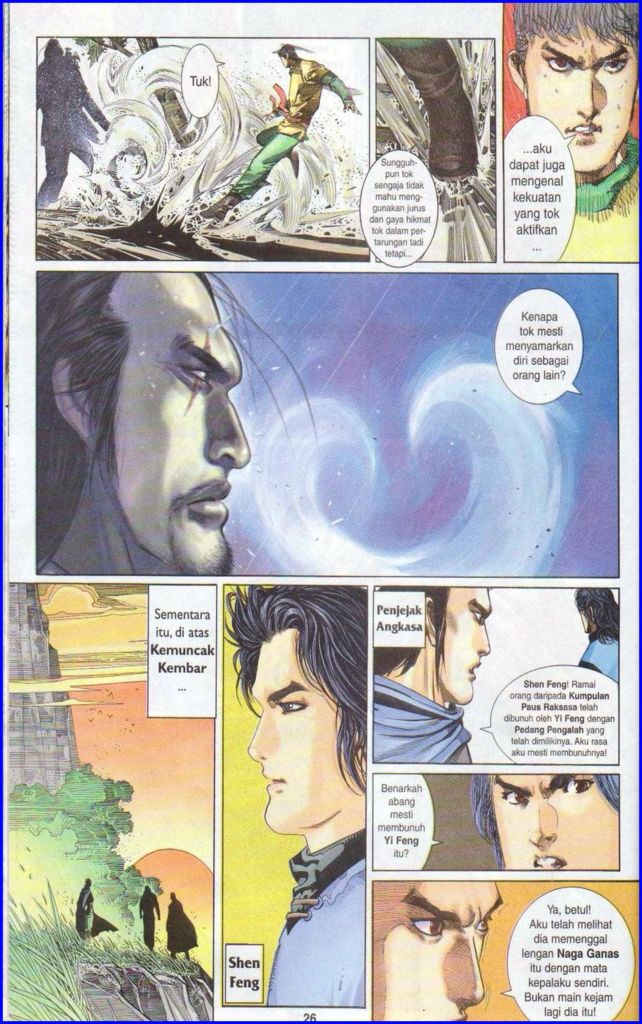 Tuk!
Sungguh-
pun tok
sengaja tidak
mahu meng-
gunakan jurus
dan gaya hikmat
tok dalam per-
tarungan tadi
tetapi...
...aku
dapat juga
mengenal
kekuatan
yang tok
aktifkan
...
Kenapa
tok mesti
menyamarkan
diri sebagai
orang lain?
Sementara
itu, di atas
Kemuncak
Kembar
...
Shen
Feng
Penjejak
Angkasa
Shen Feng! Ramai
orang daripada Kumpulan
Paus Raksasa telah
dibunuh oleh Yi Feng dengan
Pedang Pengalah yang
telah dimilikinya. Aku rasa
aku mesti membunuhnya!
Benarkah
abang
mesti
membunuh
Yi Feng
itu?
Ya, betul!
Aku telah melihat
dia memenggal
lengan Naga Ganas
itu dengan mata
kepalaku sendiri.
Bukan main kejam
lagi dia itu!
26